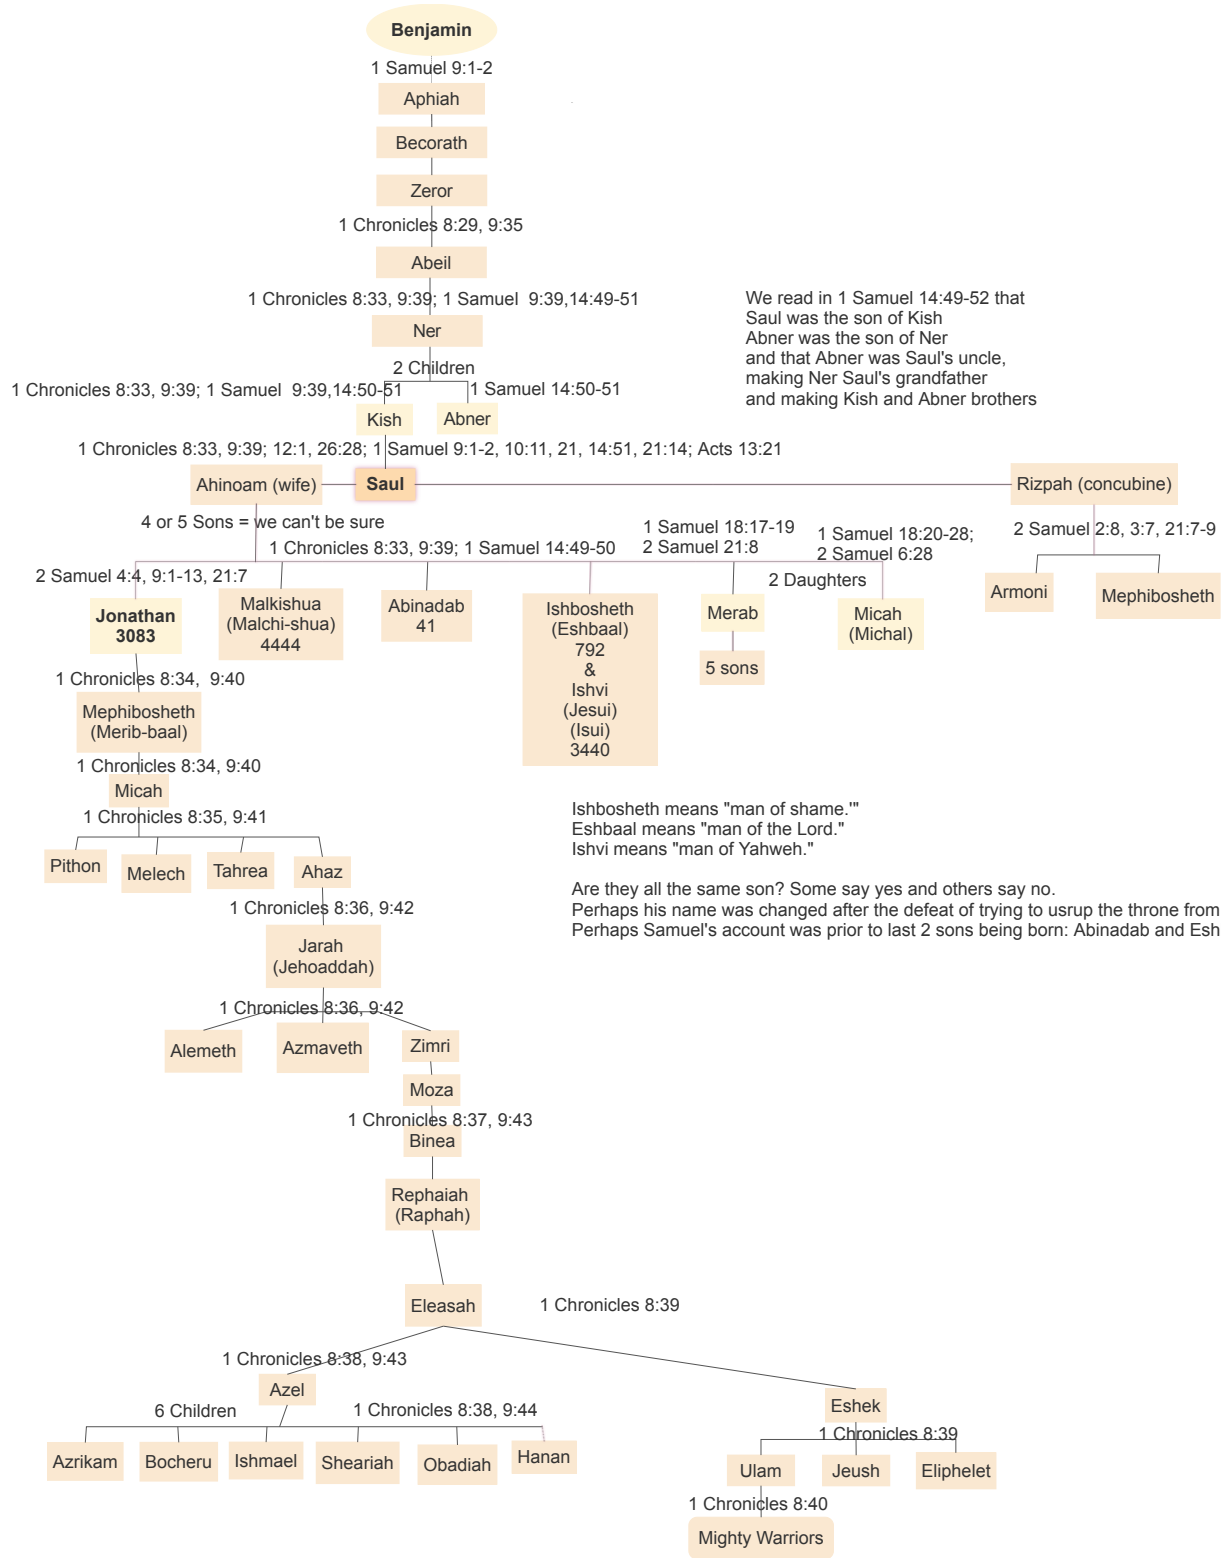 Benjamin
1 Samuel 9:1-2
Aphiah
Becorath
Zeror
1 Chronicles 8:29, 9:35
Abeil
1 Chronicles 8:33, 9:39; 1 Samuel  9:39,14:49-51
Ner
2 Children
1 Chronicles 8:33, 9:39; 1 Samuel  9:39,14:50-51
1 Samuel 14:50-51
Kish
Abner
We read in 1 Samuel 14:49-52 that
Saul was the son of Kish
Abner was the son of Ner
and that Abner was Saul's uncle,
making Ner Saul's grandfather
and making Kish and Abner brothers
1 Chronicles 8:33, 9:39; 12:1, 26:28; 1 Samuel 9:1-2, 10:11, 21, 14:51, 21:14; Acts 13:21
Ahinoam (wife)
Saul
Rizpah (concubine)
4 or 5 Sons = we can't be sure
1 Chronicles 8:33, 9:39; 1 Samuel 14:49-50
1 Samuel 18:17-19
2 Samuel 21:8
1 Samuel 18:20-28;
2 Samuel 6:28
2 Samuel 2:8, 3:7, 21:7-9
2 Samuel 4:4, 9:1-13, 21:7
2 Daughters
Jonathan
3083
Malkishua
(Malchi-shua)
4444
Abinadab
41
Ishbosheth
(Eshbaal)
792
&
Ishvi
(Jesui)
(Isui)
3440
Merab
5 sons
Micah
(Michal)
Armoni
Mephibosheth
1 Chronicles 8:34,  9:40
Mephibosheth
(Merib-baal)
1 Chronicles 8:34, 9:40
Micah
1 Chronicles 8:35, 9:41
Pithon
Melech
Tahrea
Ahaz
Ishbosheth means "man of shame.'"
Eshbaal means "man of the Lord."
Ishvi means "man of Yahweh."
Are they all the same son? Some say yes and others say no.
Perhaps his name was changed after the defeat of trying to usrup the throne from
Perhaps Samuel's account was prior to last 2 sons being born: Abinadab and Esh
1 Chronicles 8:36, 9:42
Jarah
(Jehoaddah)
1 Chronicles 8:36, 9:42
Alemeth
Azmaveth
Zimri
Moza
1 Chronicles 8:37, 9:43
Binea
Rephaiah
(Raphah)
Eleasah
1 Chronicles 8:39
1 Chronicles 8:38, 9:43
Azel
Eshek
6 Children
1 Chronicles 8:38, 9:44
1 Chronicles 8:39
Azrikam
Bocheru
Ishmael
Sheariah
Obadiah
Hanan
Ulam
Jeush
Eliphelet
1 Chronicles 8:40
Mighty Warriors